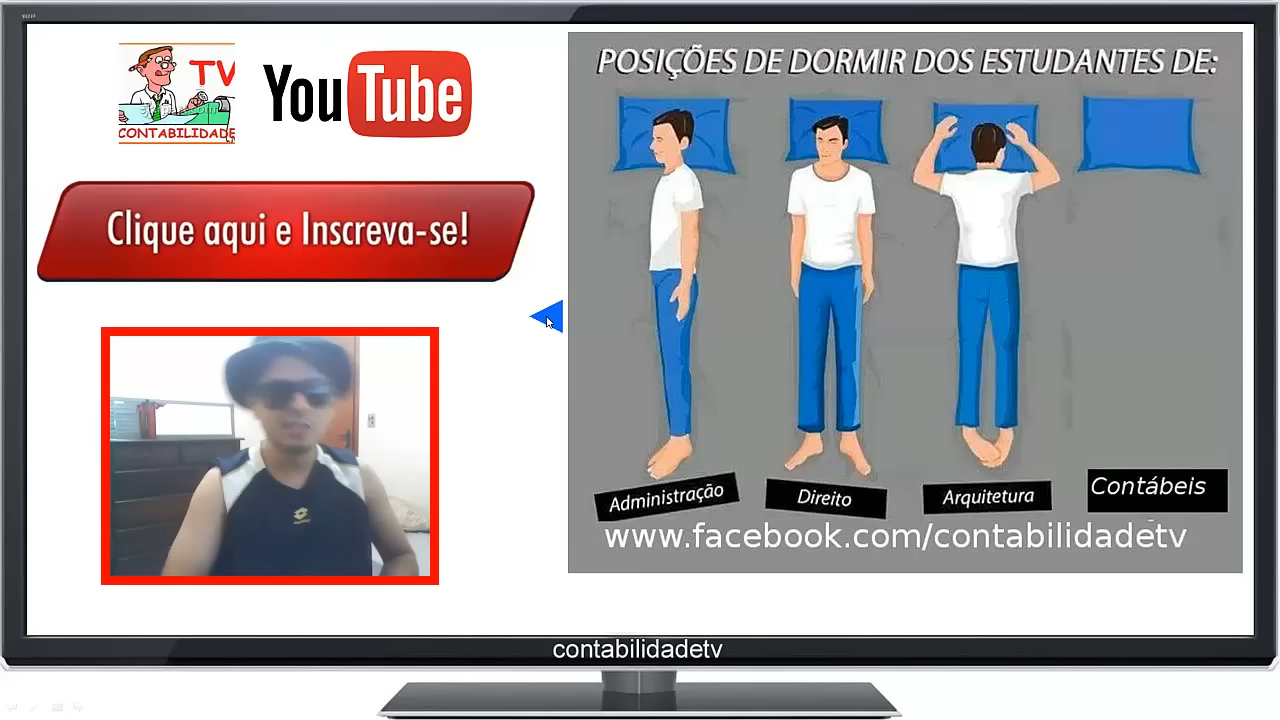 TV
CONTABILIDADE
YouTube
Clique aqui e Inscreva-se!
POSIÇÕES DE DORMIR DOS ESTUDANTES DE:
Administração
Direito
Arquitetura
Contábeis
www.facebook.com/contabilidadetv
contabilidadetv